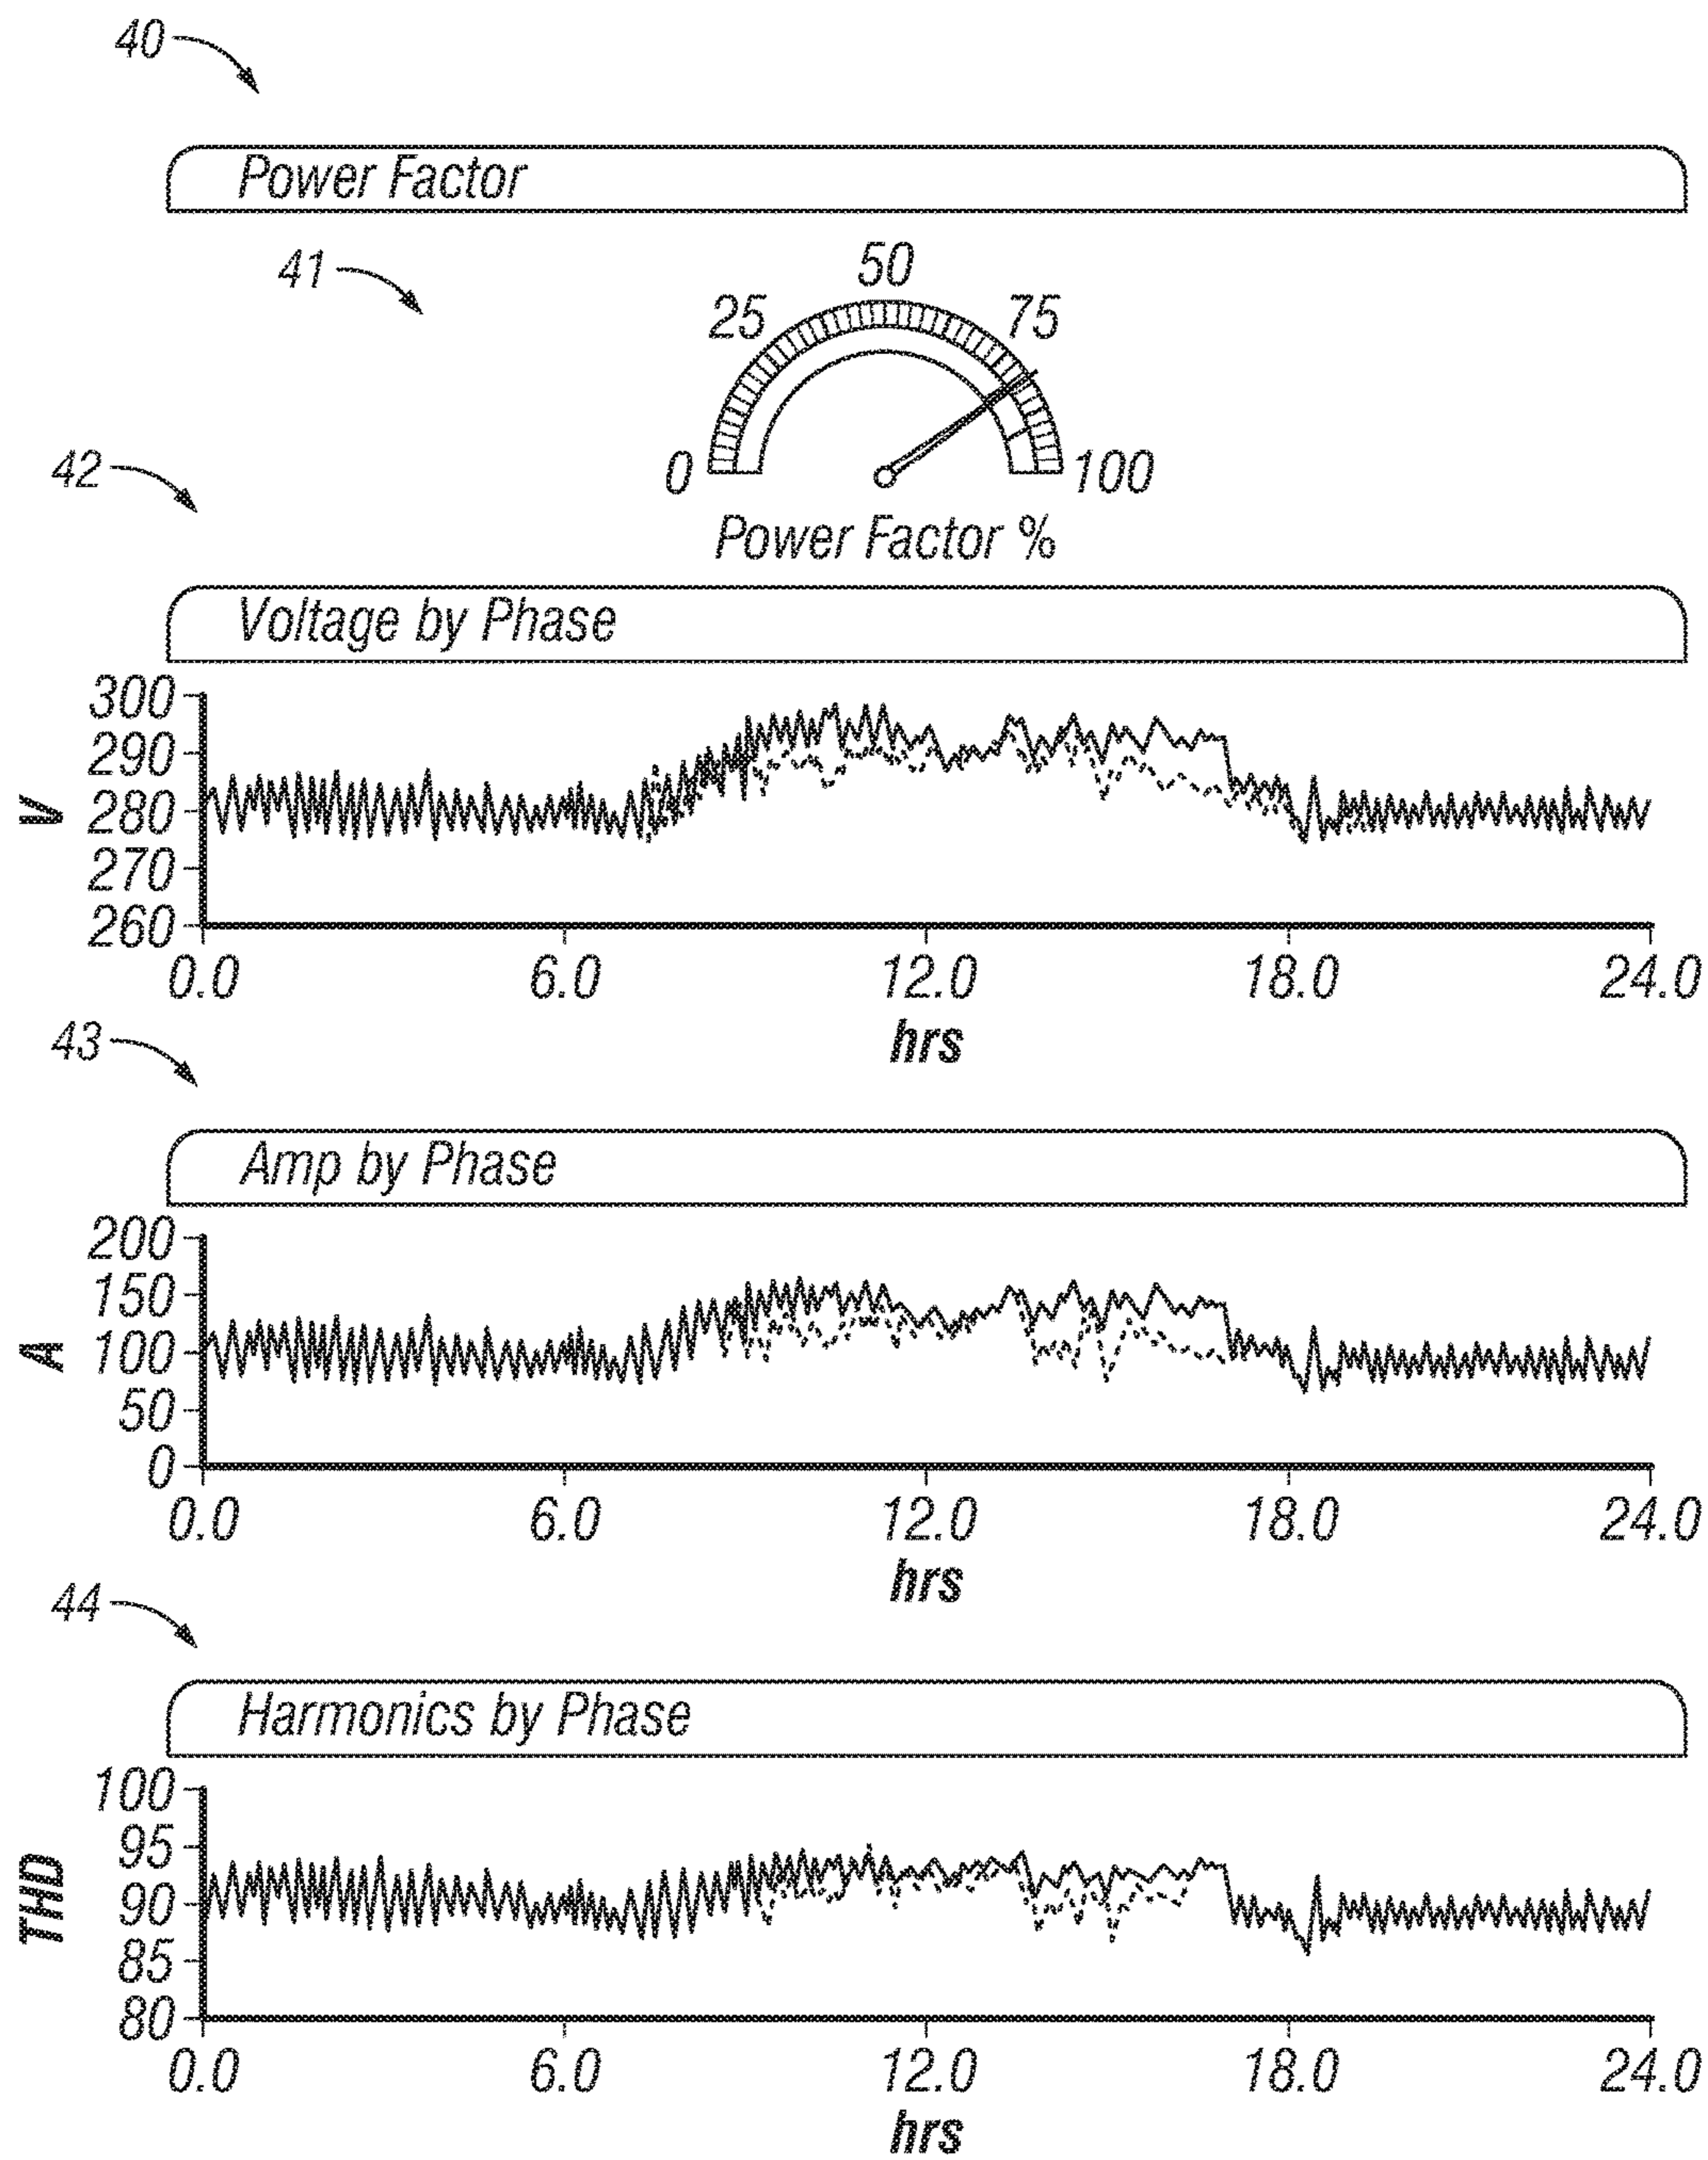 40
Power Factor
41
50
25 75
0 100
Power Factor %
42
Voltage by Phase
300
290
280
270
260
V
0.0 6.0 12.0 18.0 24.0
hrs
43
Amp by Phase
200
150
100
50
0
A
0.0 6.0 12.0 18.0 24.0
hrs
44
Harmonics by Phase
100
95
90
85
80
THD
0.0 6.0 12.0 18.0 24.0
hrs